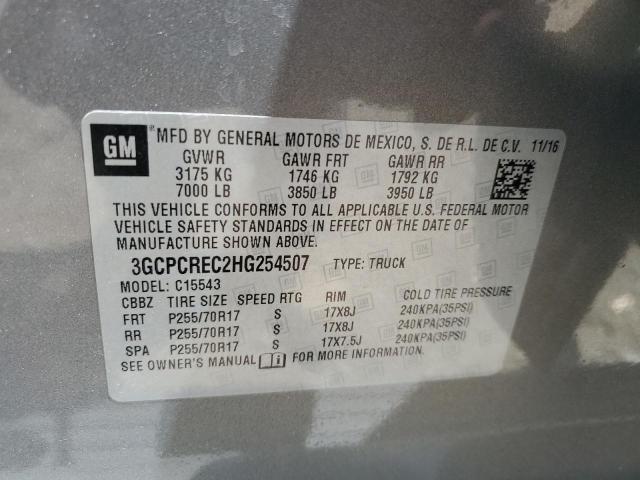 GM ® MFD BY GENERAL MOTORS DE MEXICO, S. DE R.L. DE C.V. 11/16
GVWR GAWR FRT GAWR RR
3175 KG 1746 KG 1792 KG
7000 LB 3850 LB 3950 LB
THIS VEHICLE CONFORMS TO ALL APPLICABLE U.S. FEDERAL MOTOR
VEHICLE SAFETY STANDARDS IN EFFECT ON THE DATE OF
MANUFACTURE SHOWN ABOVE.
3GCPCREC2HG254507 TYPE: TRUCK
MODEL: C15543
CBBZ TIRE SIZE SPEED RTG RIM COLD TIRE PRESSURE
FRT P255/70R17 S 17X8J 240KPA(35PSI)
RR P255/70R17 S 17X8J 240KPA(35PSI)
SPA P255/70R17 S 17X7.5J 240KPA(35PSI)
SEE OWNER'S MANUAL FOR MORE INFORMATION.